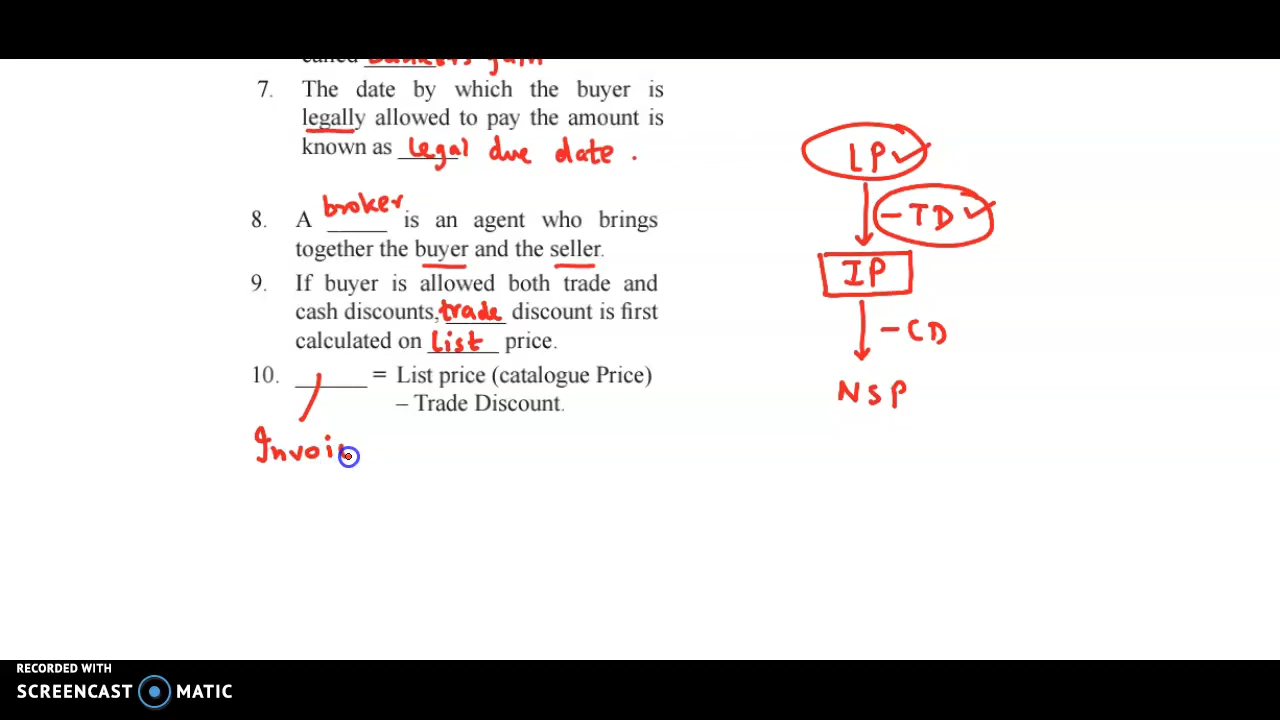 called banker's gain
7. The date by which the buyer is
legally allowed to pay the amount is
known as legal due date.
8. A broker is an agent who brings
together the buyer and the seller.
9. If buyer is allowed both trade and
cash discounts, trade discount is first
calculated on List price.
10. ______ = List price (catalogue Price)
– Trade Discount.
Invoi
LP
– TD
IP
– CD
NSP
RECORDED WITH
SCREENCAST MATIC